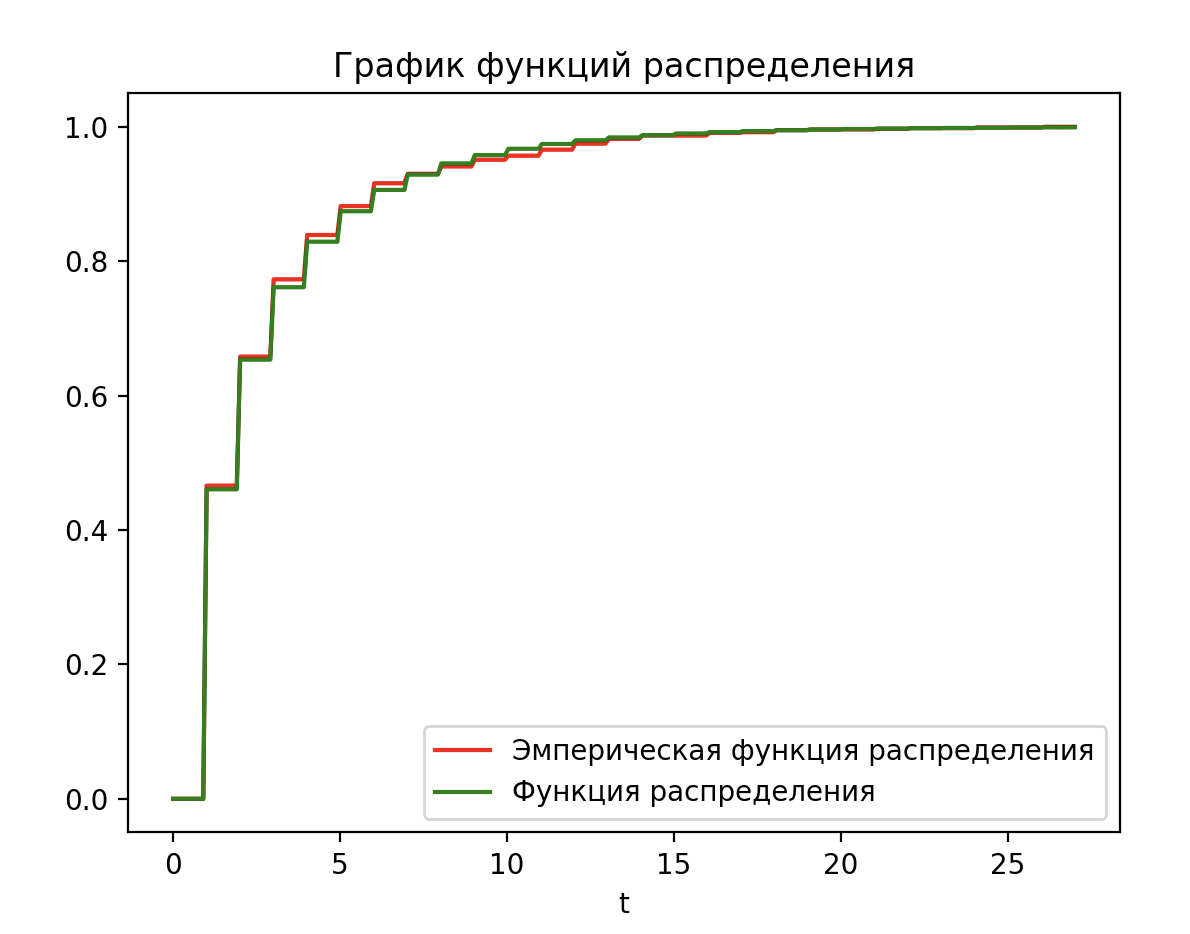 График функций распределения
1.0
0.8
0.6
0.4
0.2
0.0
Эмперическая функция распределения
Функция распределения
0 5 10 15 20 25
t